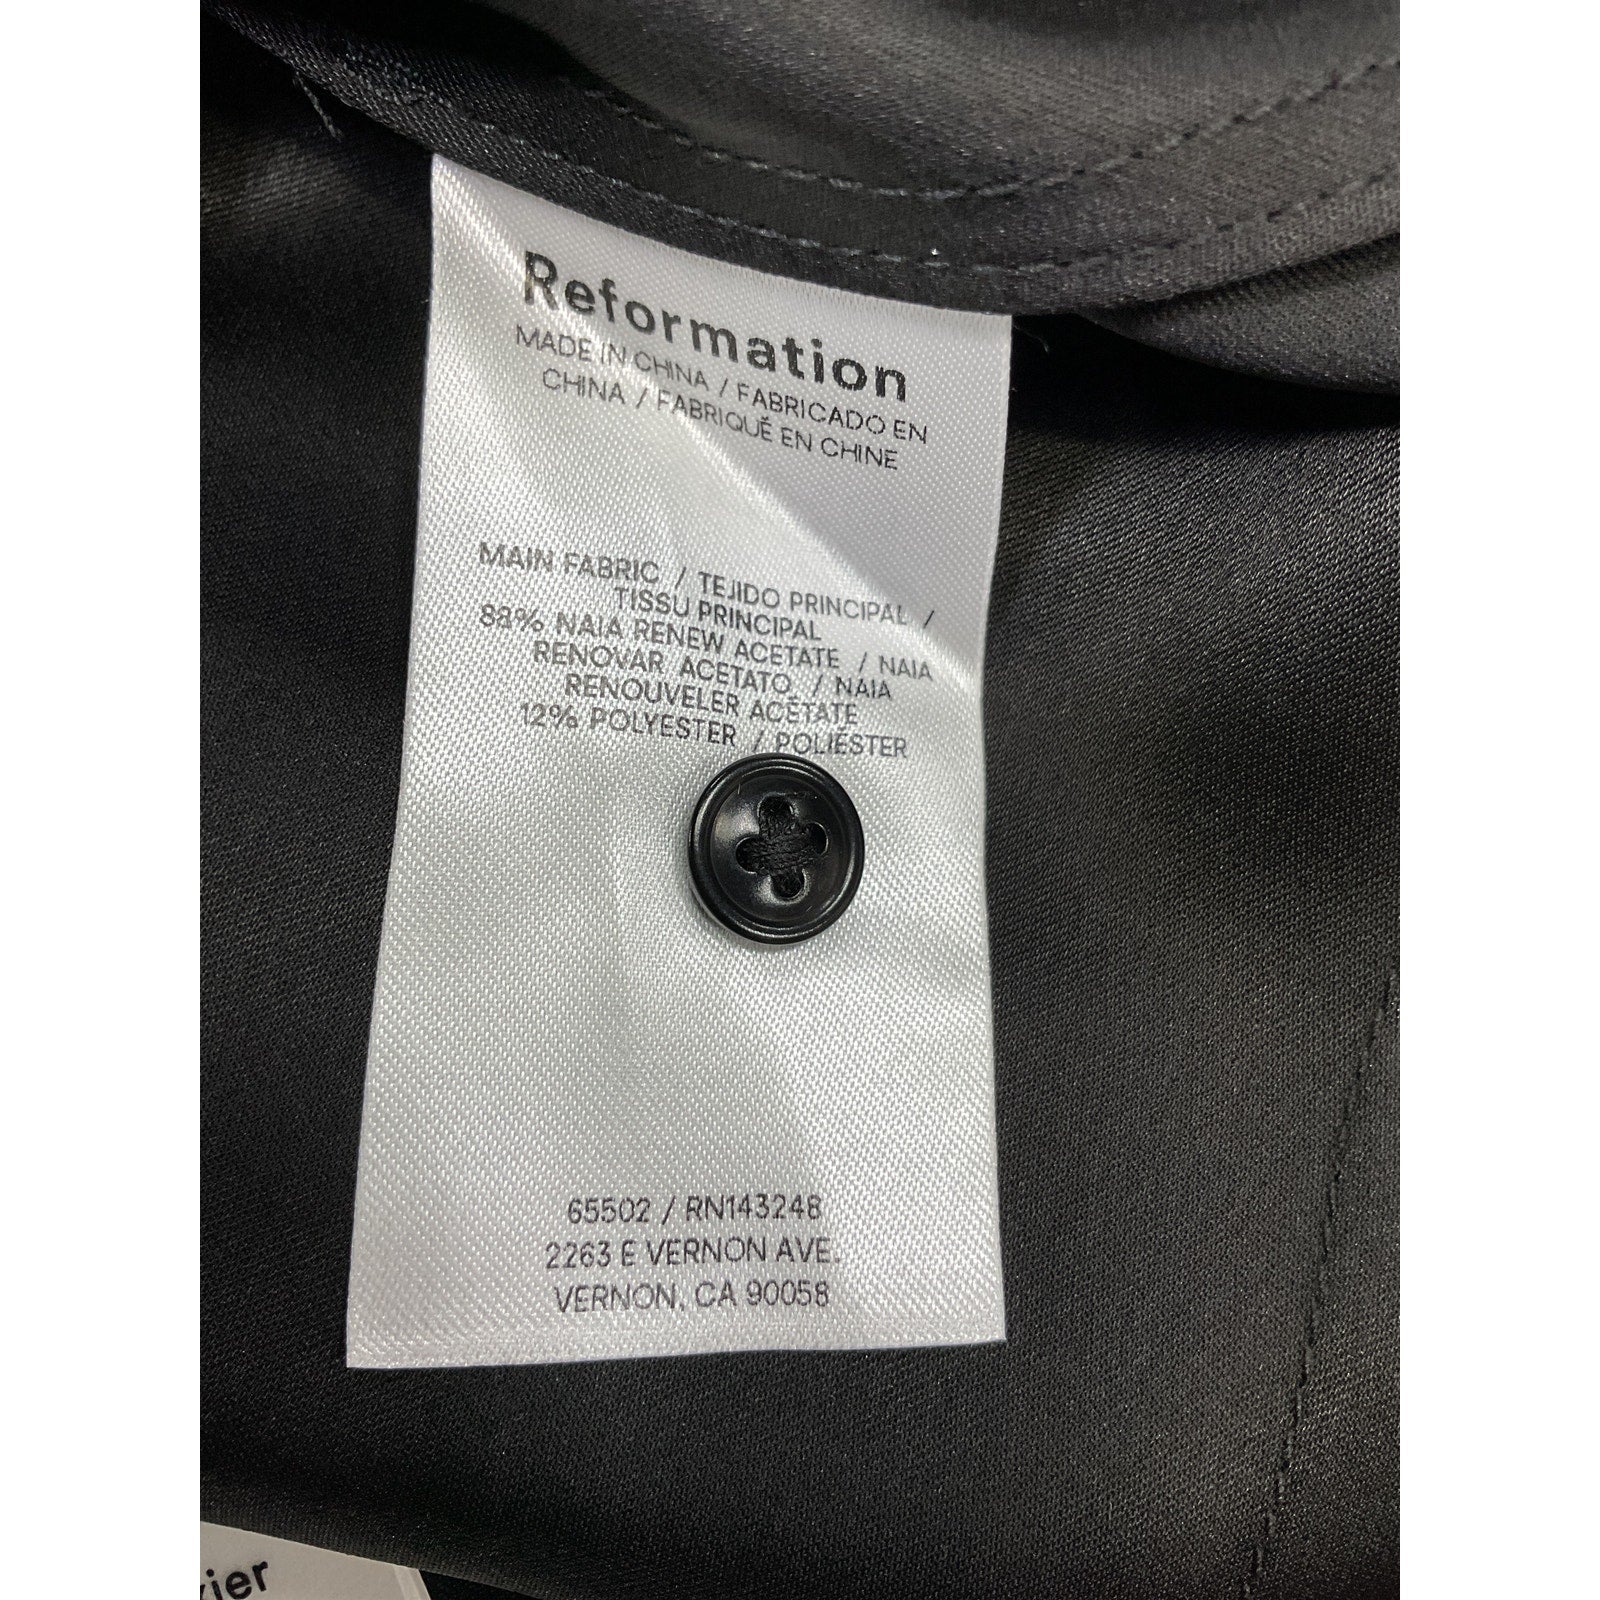 Reformation
MADE IN CHINA / FABRICADO EN
CHINA / FABRIQUÉ EN CHINE
MAIN FABRIC / TEJIDO PRINCIPAL /
TISSU PRINCIPAL
88% NAIA RENEW ACETATE / NAIA
RENOVAR ACETATO / NAIA
RENOUVELER ACÉTATE
12% POLYESTER / POLIÉSTER
65502 / RN143248
2263 E VERNON AVE.
VERNON, CA 90058